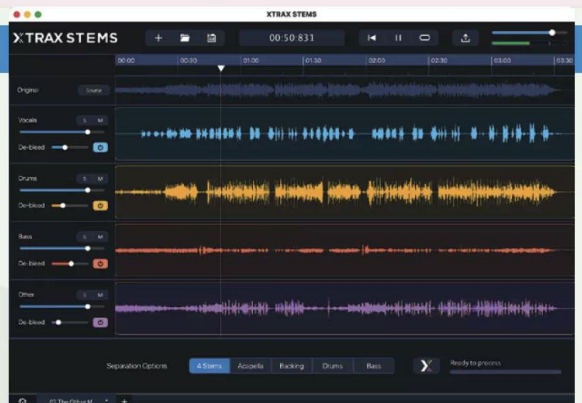 XTRAX STEMS
XTRAX STEMS
00:50:831
00:00 00:30 01:00 01:30 02:00 02:30 03:00 03:30
Original Source
Vocals S M
De-bleed
Drums S M
De-bleed
Bass S M
De-bleed
Other S M
De-bleed
Separation Options 4 Stems Acapella Backing Drums Bass X Ready to process
The Other M